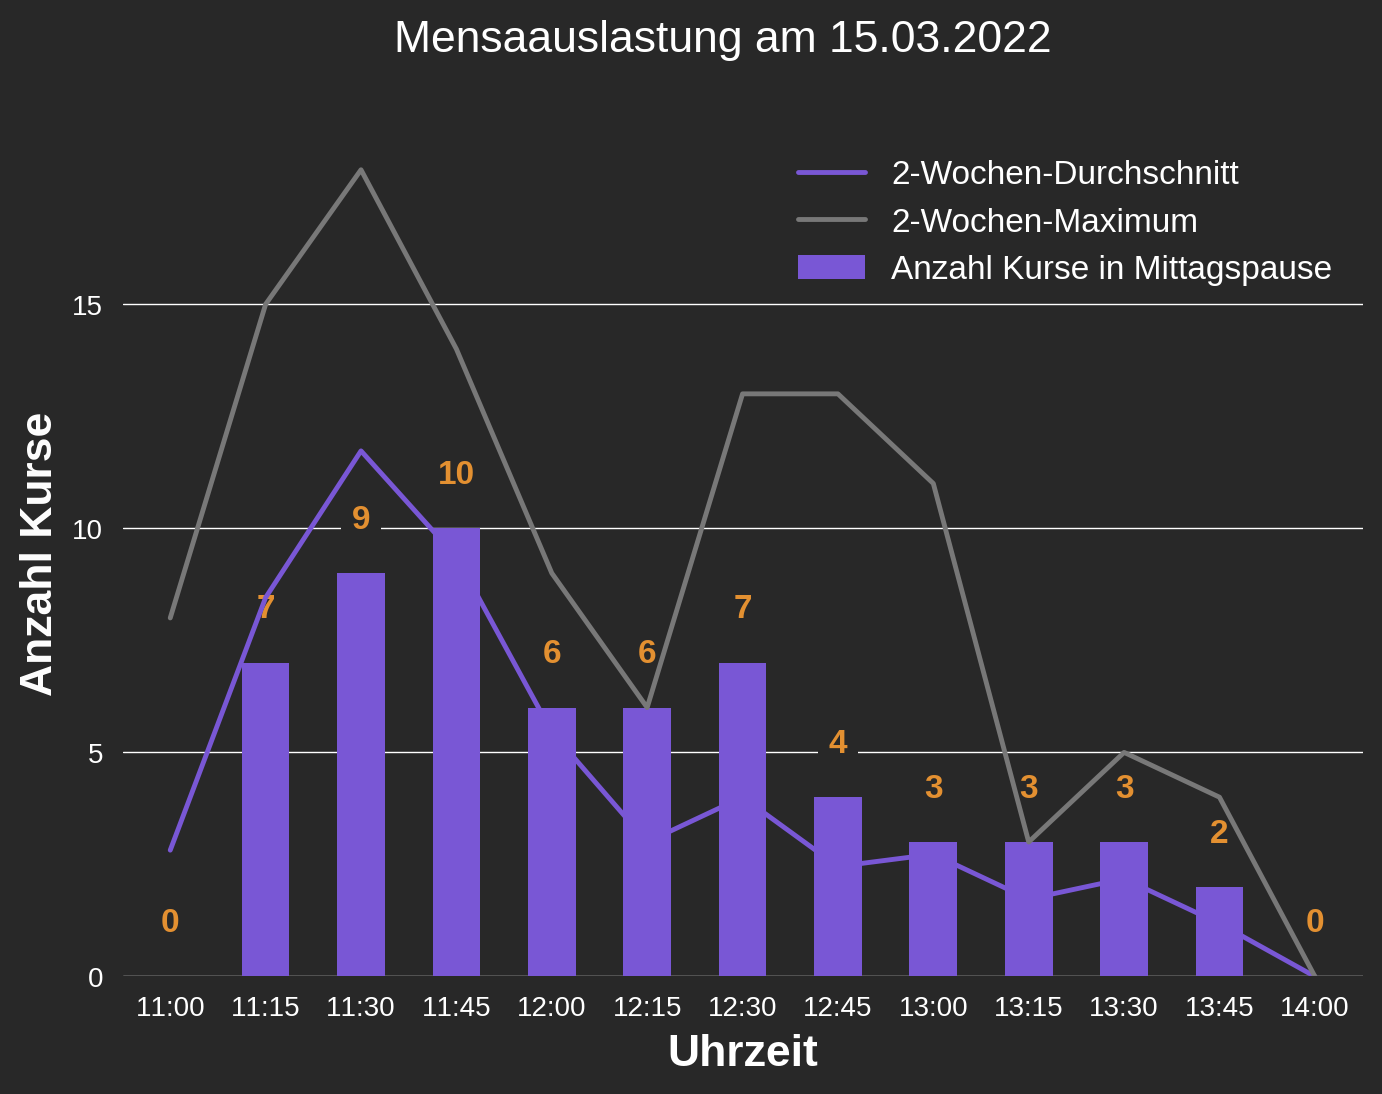 Mensaauslastung am 15.03.2022
2-Wochen-Durchschnitt
2-Wochen-Maximum
Anzahl Kurse in Mittagspause
Anzahl Kurse
15
10
5
0
0
7
9
10
6
6
7
4
3
3
3
2
0
11:00 11:15 11:30 11:45 12:00 12:15 12:30 12:45 13:00 13:15 13:30 13:45 14:00
Uhrzeit